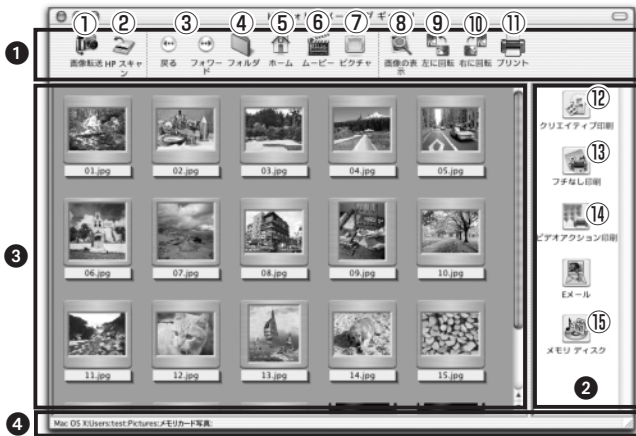 ① ② ③ ④ ⑤ ⑥ ⑦ ⑧ ⑨ ⑩ ⑪
❶
画像転送 HP スキャン 戻る フォワード フォルダ ホーム ムービー ピクチャ 画像の表示 左に回転 右に回転 プリント
⑫
クリエイティブ印刷
01.jpg 02.jpg 03.jpg 04.jpg 05.jpg
⑬
フチなし印刷
⑭
ビデオアクション印刷
❸
06.jpg 07.jpg 08.jpg 09.jpg 10.jpg
Eメール
⑮
メモリ ディスク
11.jpg 12.jpg 13.jpg 14.jpg 15.jpg
❷
❹
Mac OS X:Users:test:Pictures:メモリカード写真: